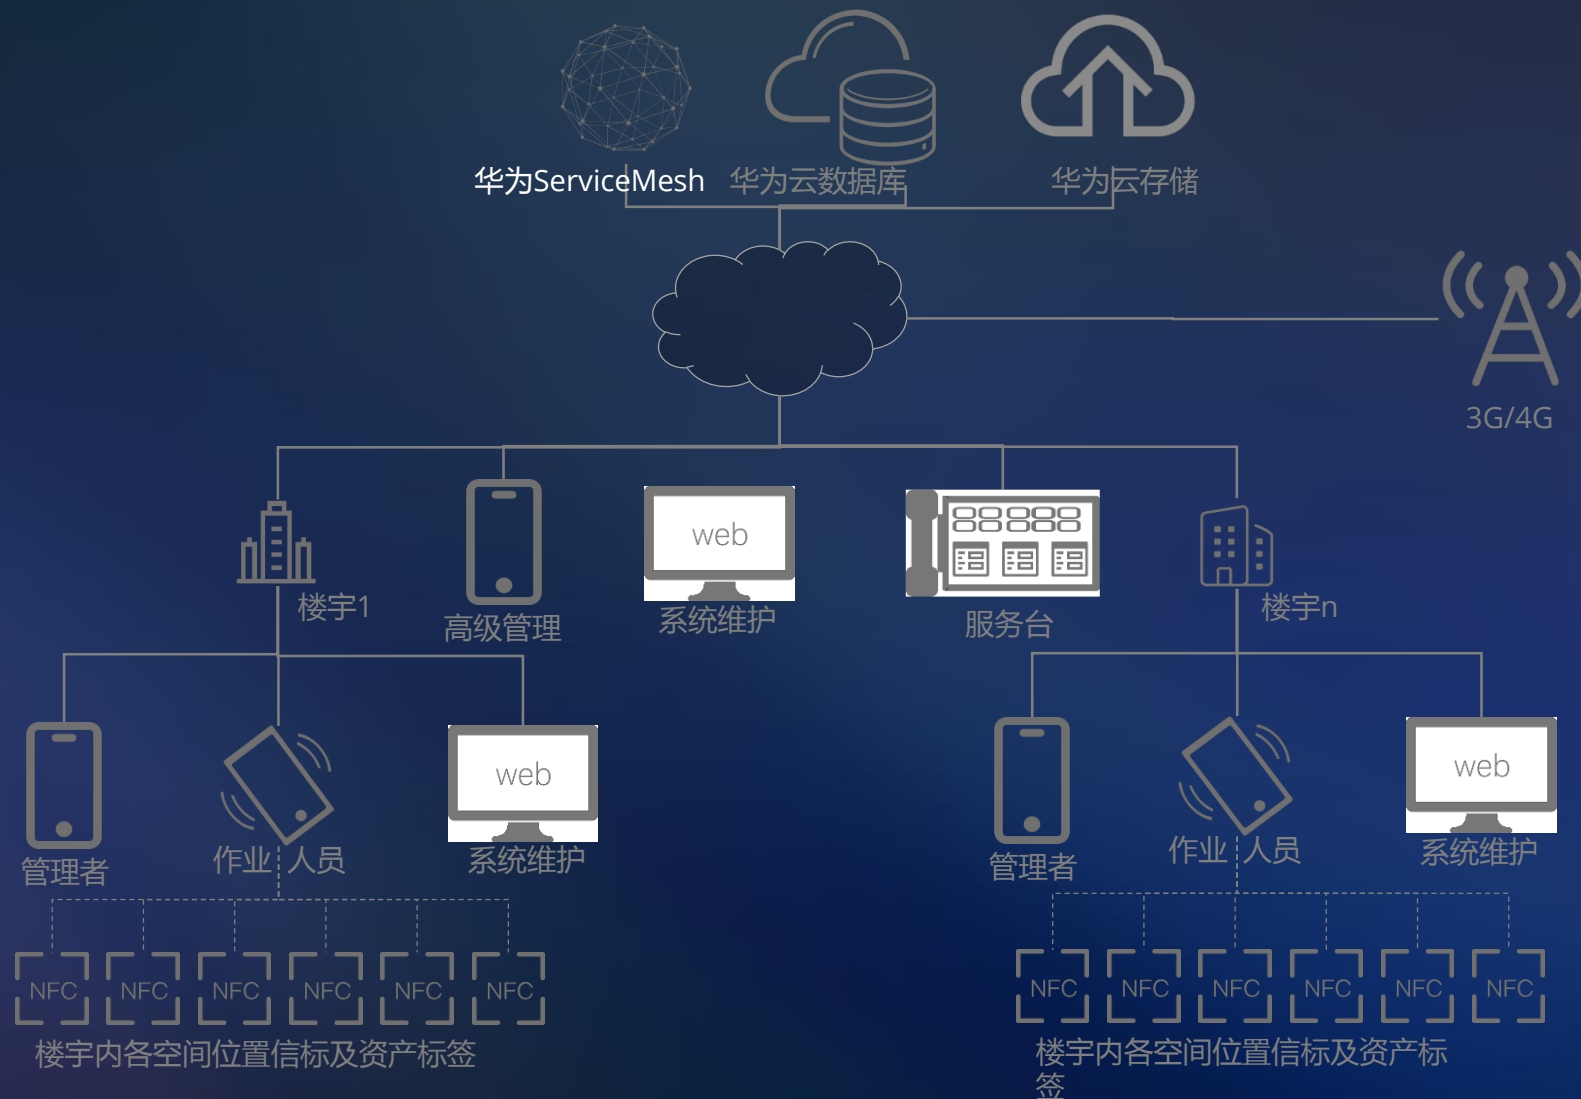 华为ServiceMesh
华为云数据库
华为云存储
3G/4G
web
楼宇1
高级管理
系统维护
服务台
楼宇n
web
web
管理者
作业 人员
系统维护
管理者
作业 人员
系统维护
NFC NFC NFC NFC NFC NFC
NFC NFC NFC NFC NFC NFC
楼宇内各空间位置信标及资产标签
楼宇内各空间位置信标及资产标
签